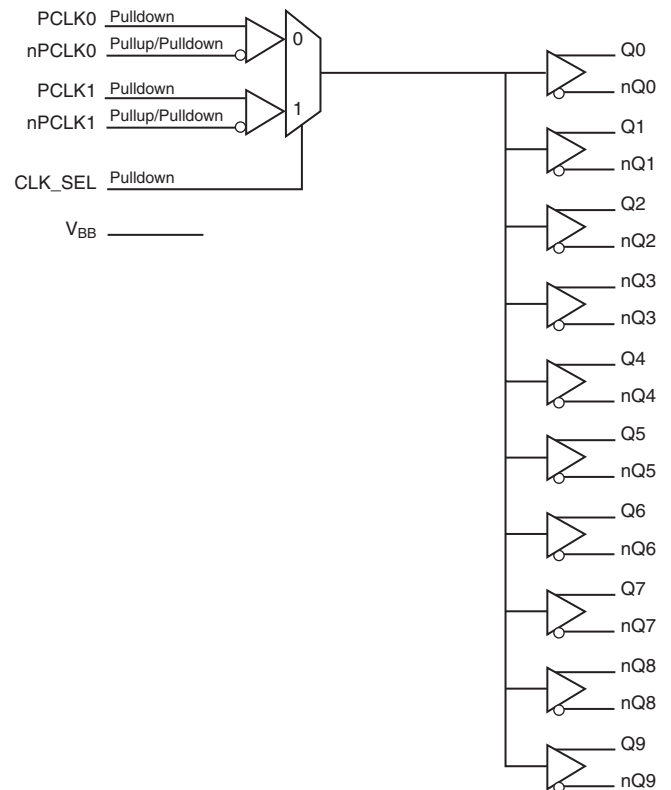 PCLK0 Pulldown
nPCLK0 Pullup/Pulldown
0
PCLK1 Pulldown
nPCLK1 Pullup/Pulldown
1
CLK_SEL Pulldown
VBB
Q0
nQ0
Q1
nQ1
Q2
nQ2
nQ3
nQ3
Q4
nQ4
Q5
nQ5
Q6
nQ6
Q7
nQ7
nQ8
nQ8
Q9
nQ9